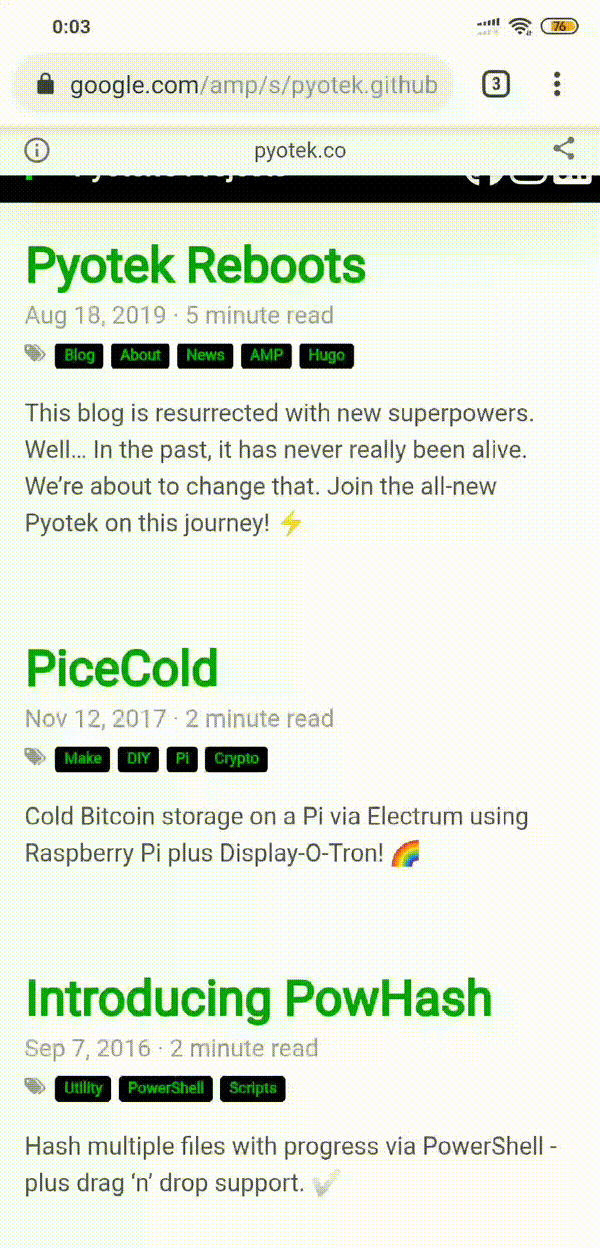 0:03
76
google.com/amp/s/pyotek.github
3
pyotek.co
Pyotek Reboots
Aug 18, 2019 · 5 minute read
Blog About News AMP Hugo
This blog is resurrected with new superpowers.
Well… In the past, it has never really been alive.
We’re about to change that. Join the all-new
Pyotek on this journey! ⚡
PiceCold
Nov 12, 2017 · 2 minute read
Make DIY Pi Crypto
Cold Bitcoin storage on a Pi via Electrum using
Raspberry Pi plus Display-O-Tron! 🌈
Introducing PowHash
Sep 7, 2016 · 2 minute read
Utility PowerShell Scripts
Hash multiple files with progress via PowerShell -
plus drag ‘n’ drop support. ✔